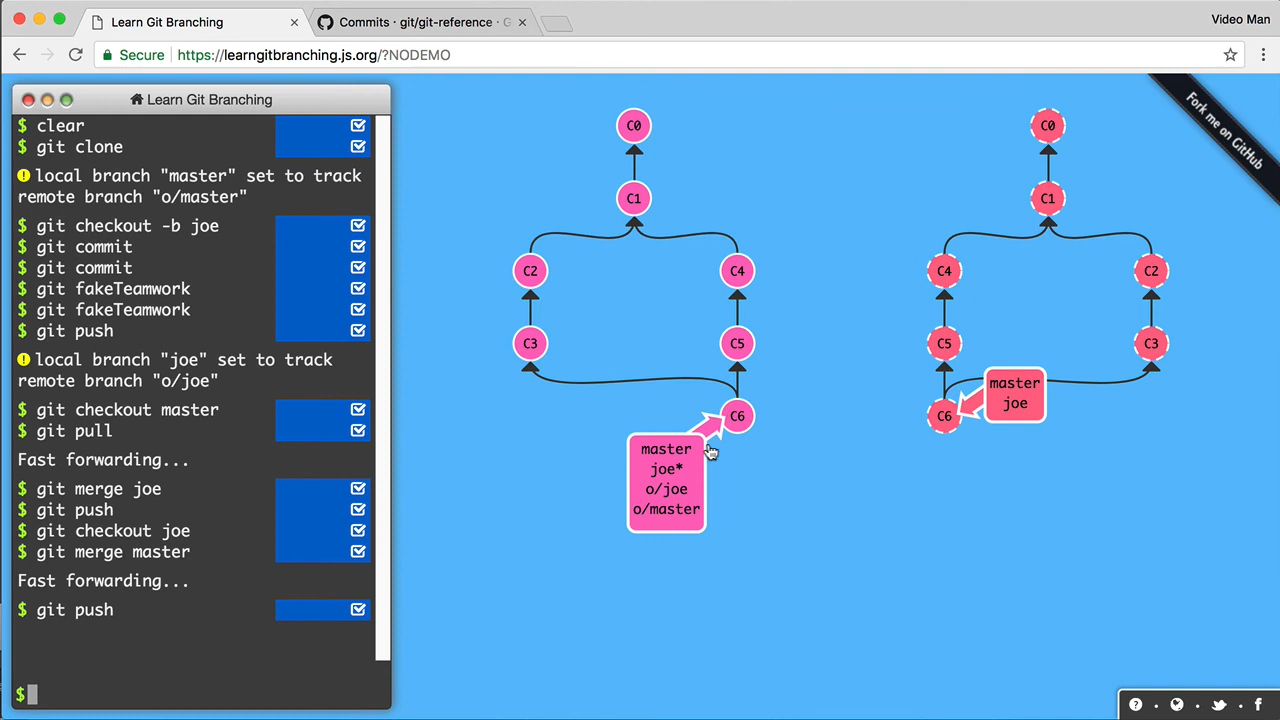 Learn Git Branching
Commits · git/git-reference · G
Video Man
Secure
https://learngitbranching.js.org/?NODEMO
Learn Git Branching
$ clear
$ git clone
local branch "master" set to track
remote branch "o/master"
$ git checkout -b joe
$ git commit
$ git commit
$ git fakeTeamwork
$ git fakeTeamwork
$ git push
local branch "joe" set to track
remote branch "o/joe"
$ git checkout master
$ git pull
Fast forwarding...
$ git merge joe
$ git push
$ git checkout joe
$ git merge master
Fast forwarding...
$ git push
$
C0
C1
C2
C4
C3
C5
C6
master
joe*
o/joe
o/master
C0
C1
C4
C2
C5
C3
C6
master
joe
Fork me on GitHub